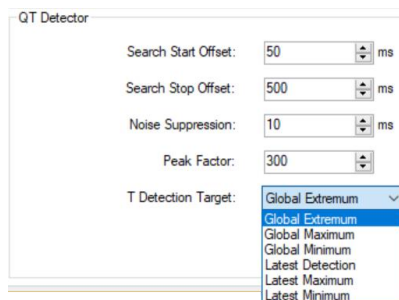 QT Detector
Search Start Offset: 50 ms
Search Stop Offset: 500 ms
Noise Suppression: 10 ms
Peak Factor: 300
T Detection Target: Global Extremum
Global Extremum
Global Maximum
Global Minimum
Latest Detection
Latest Maximum
Latest Minimum